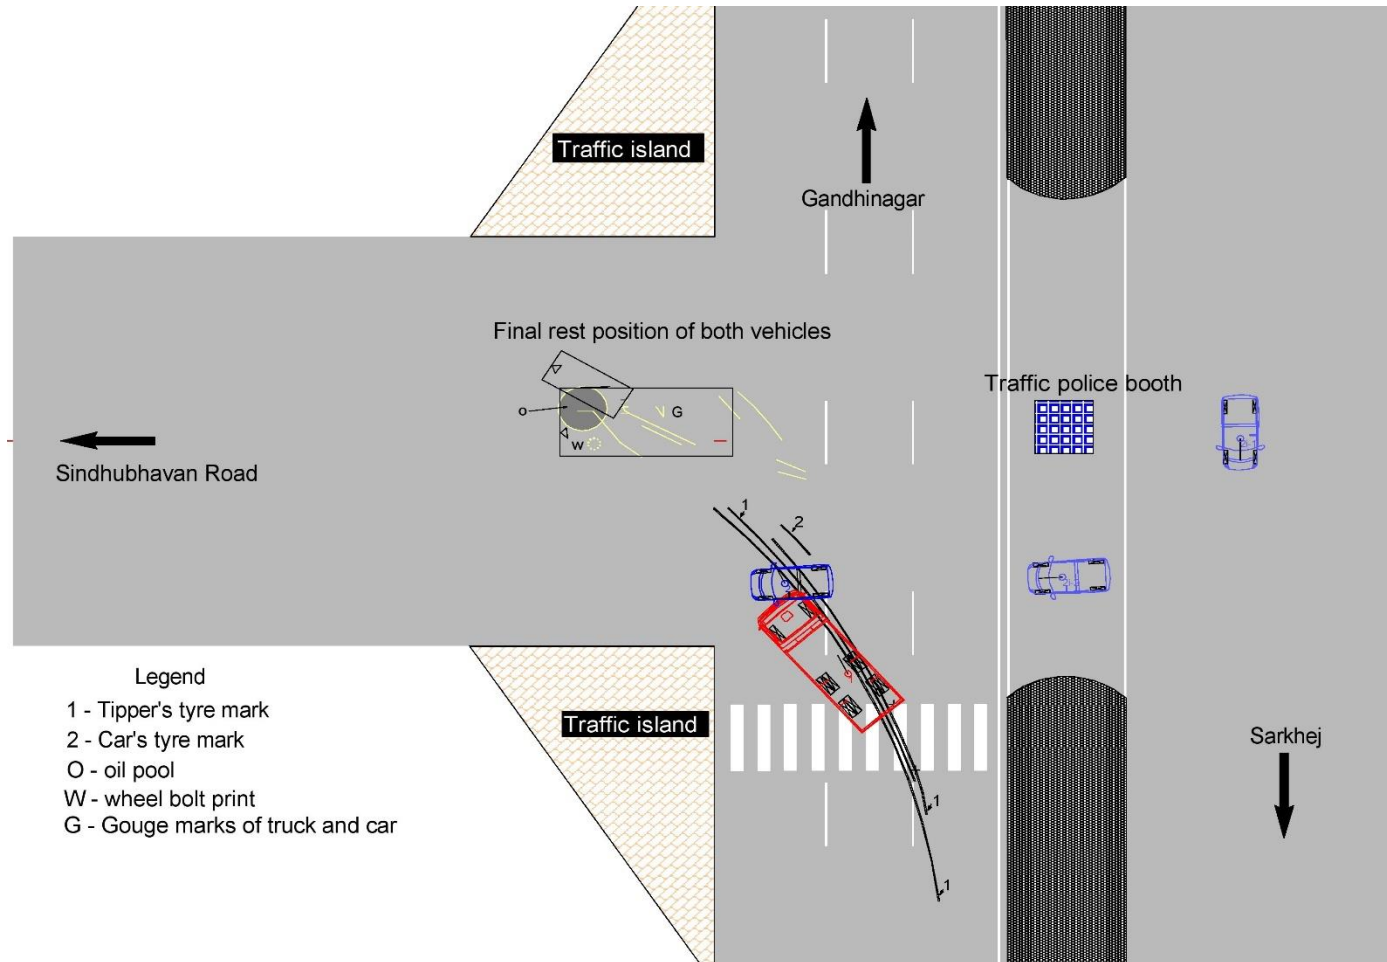 Traffic island
Gandhinagar
Final rest position of both vehicles
Traffic police booth
G
O
W
Sindhubhavan Road
1
2
Legend
1 - Tipper's tyre mark
2 - Car's tyre mark
O - oil pool
W - wheel bolt print
G - Gouge marks of truck and car
Traffic island
Sarkhej
1
1